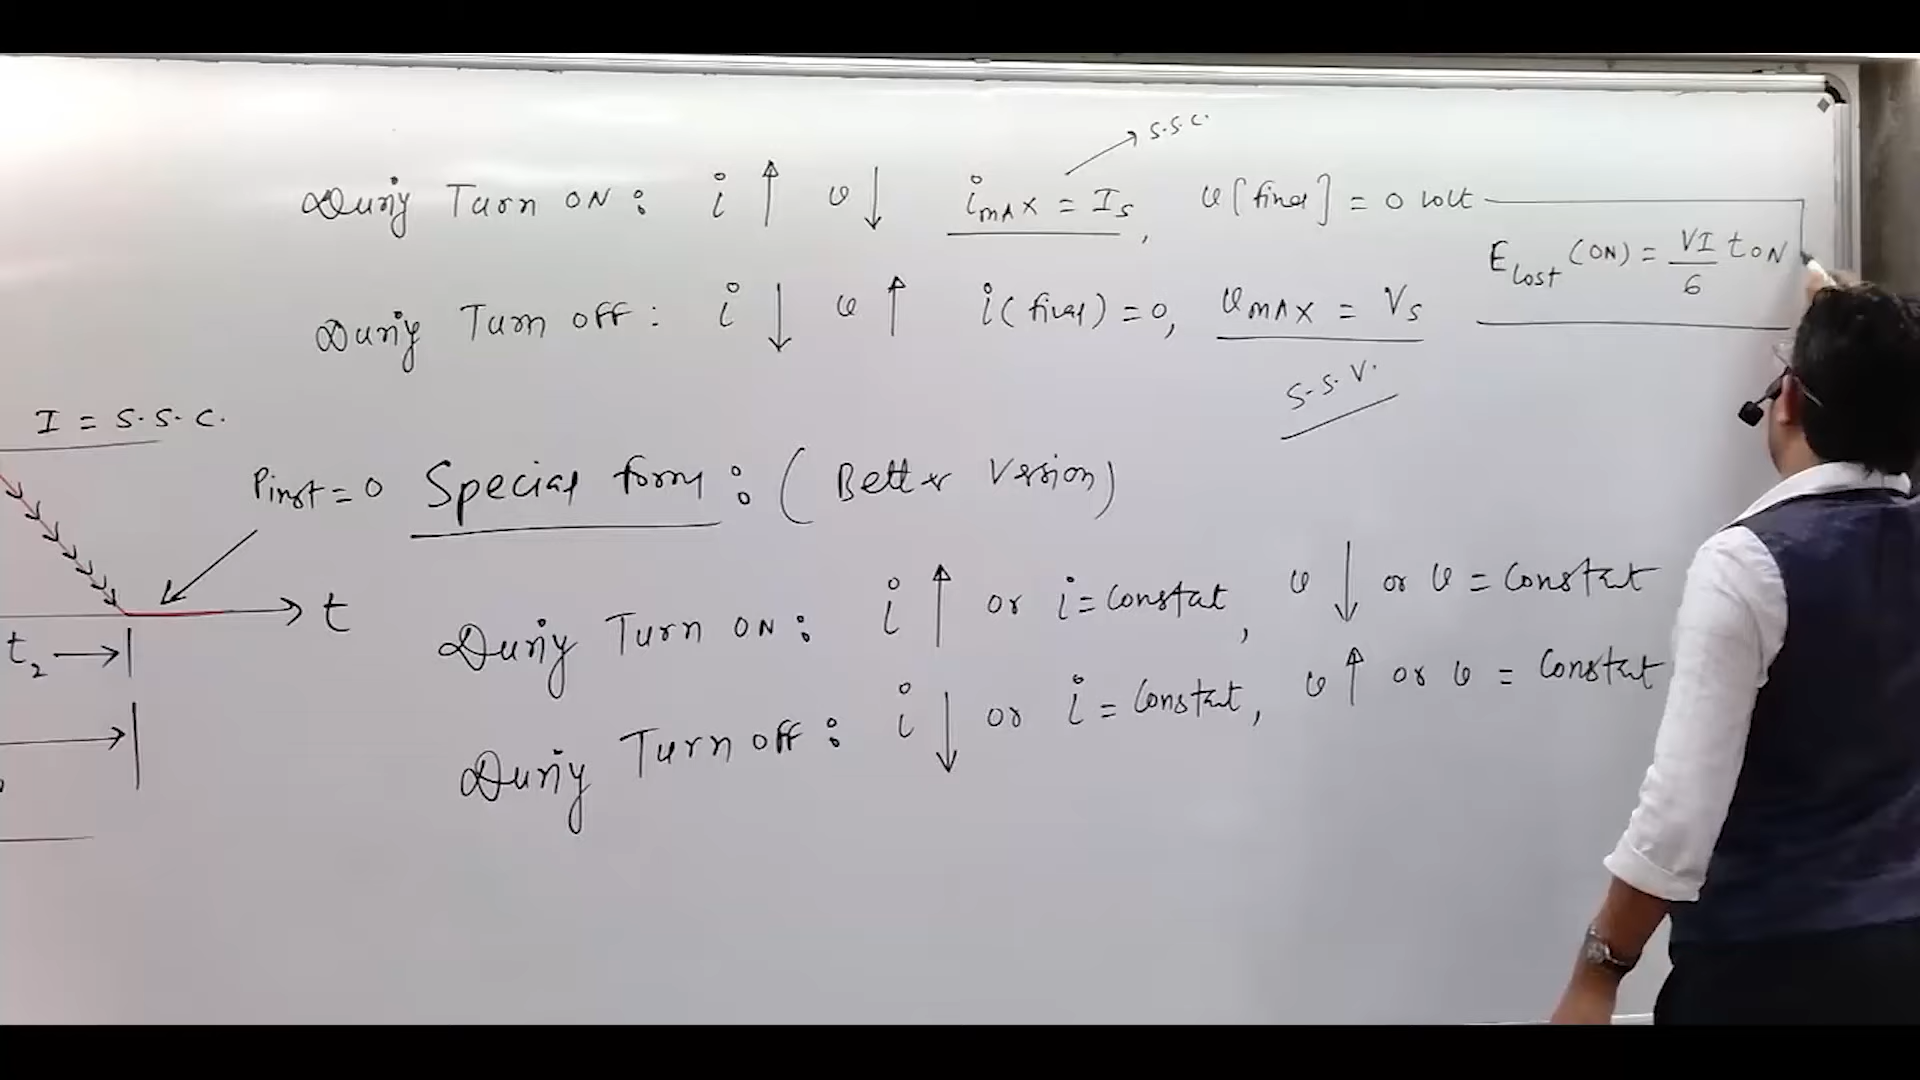 S.S.C.
During Turn ON : i ↑ v ↓ iMAX = Is, v[final] = 0 volt
E Lost (ON) = VI/6 tON
During Turn off : i ↓ v ↑ i(final) = 0, vMAX = Vs
S.S.V.
I = S.S.C.
Pinst = 0 Special form : (Better Version)
During Turn ON : i ↑ or i = Constant, v ↓ or v = Constant
t
t2
During Turn off : i ↓ or i = Constant, v ↑ or v = Constant